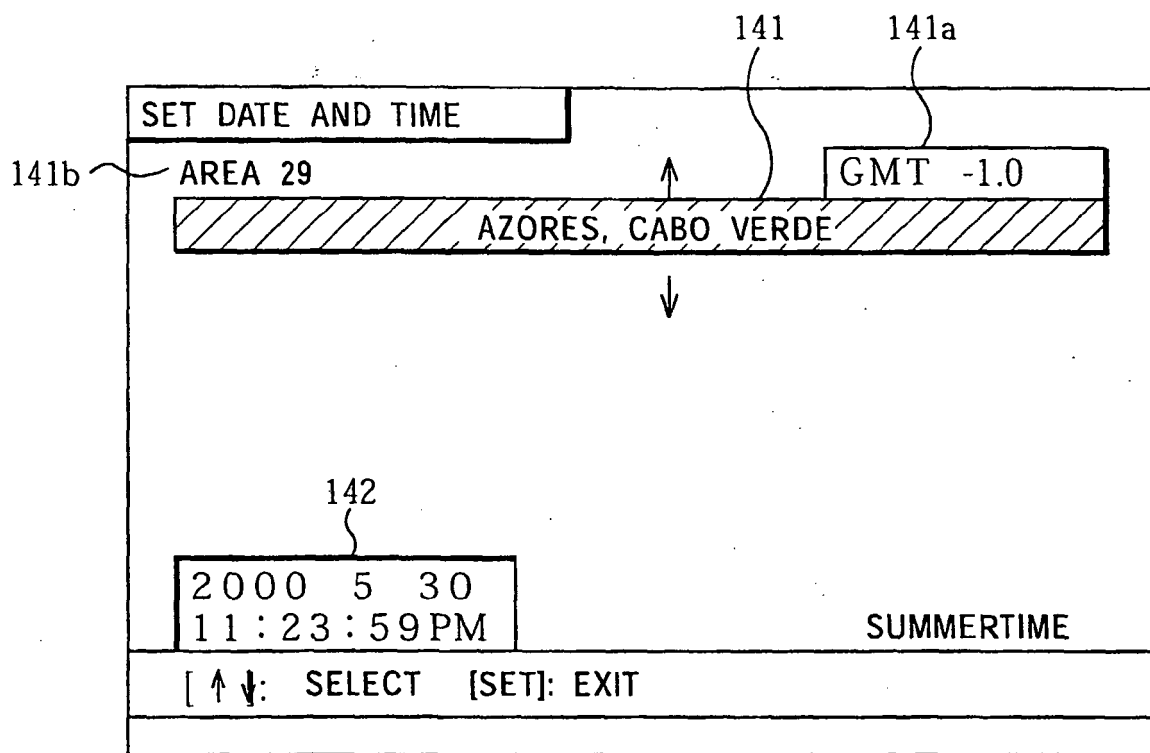 141 141a
SET DATE AND TIME
141b AREA 29 ↑ GMT -1.0
AZORES, CABO VERDE
↓
142
2000 5 30
11:23:59PM SUMMERTIME
[↑↓]: SELECT [SET]: EXIT